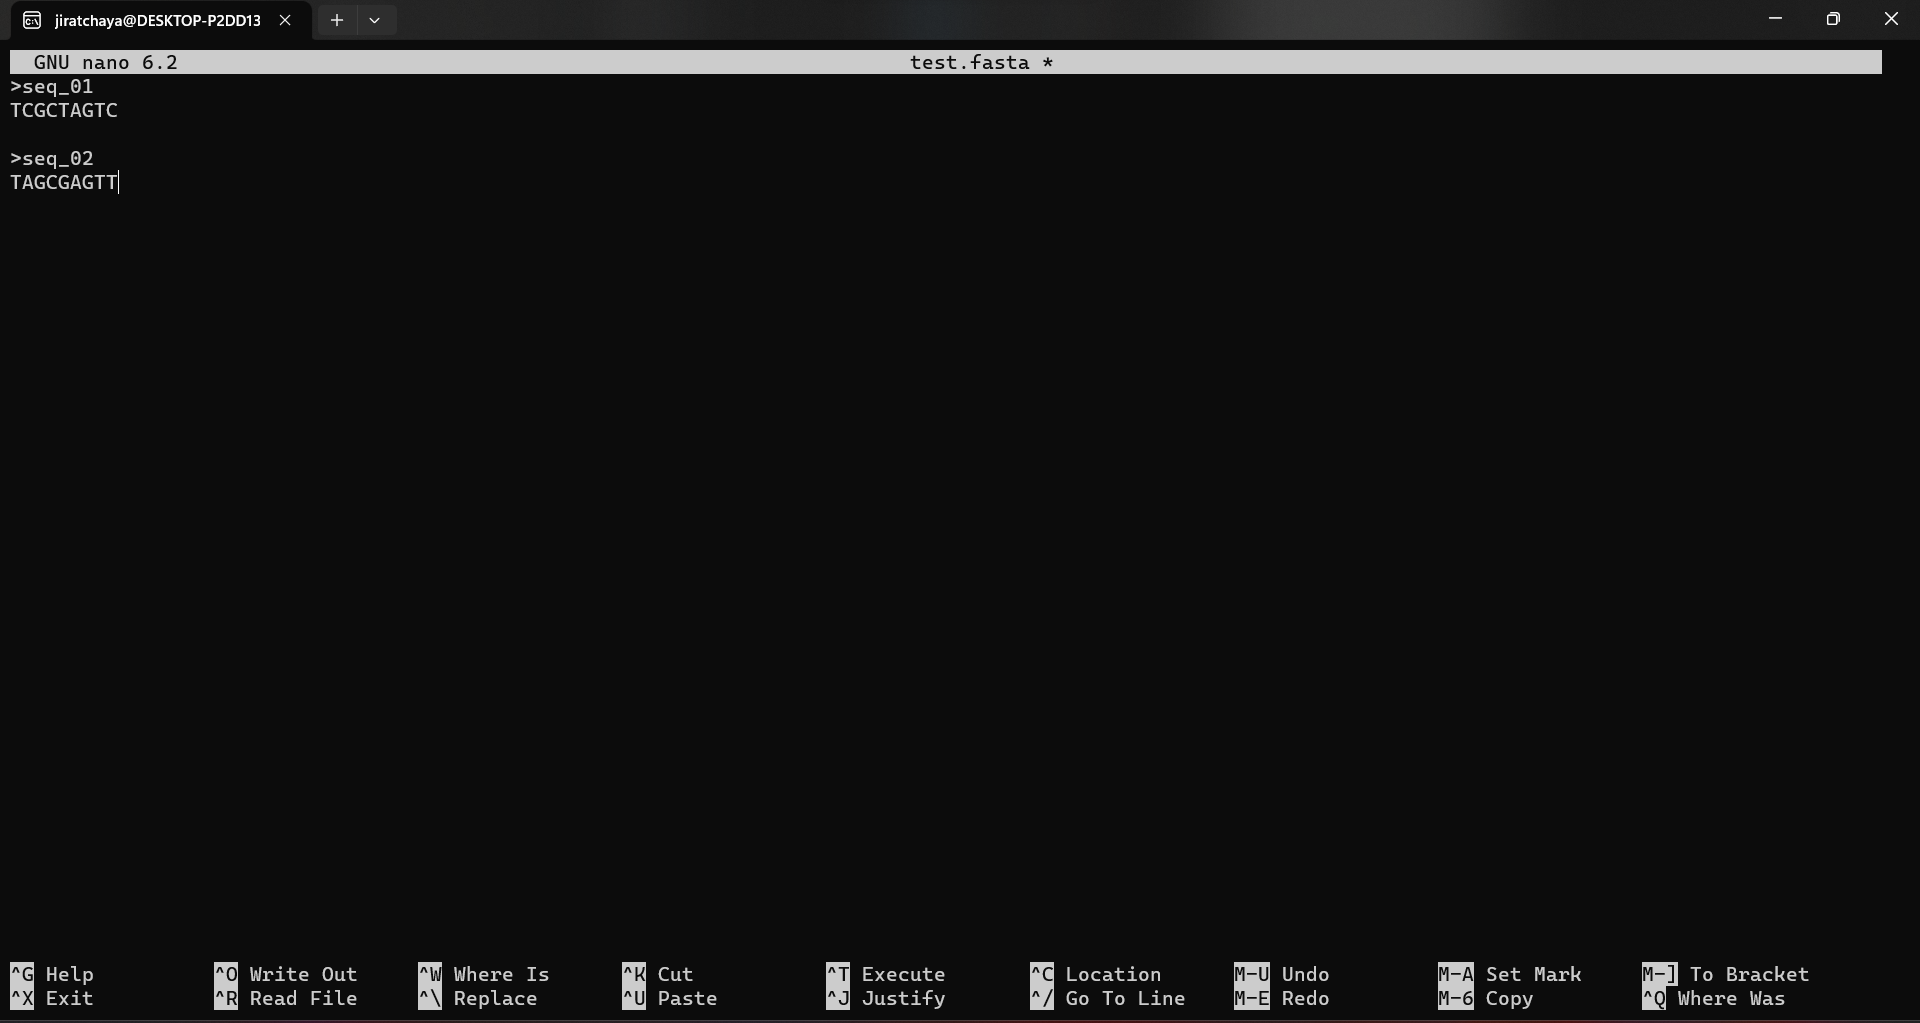 jiratchaya@DESKTOP-P2DD13
GNU nano 6.2 test.fasta *
>seq_01
TCGCTAGTC
>seq_02
TAGCGAGTT
^G Help ^O Write Out ^W Where Is ^K Cut ^T Execute ^C Location M-U Undo M-A Set Mark M-] To Bracket
^X Exit ^R Read File ^\ Replace ^U Paste ^J Justify ^/ Go To Line M-E Redo M-6 Copy ^Q Where Was